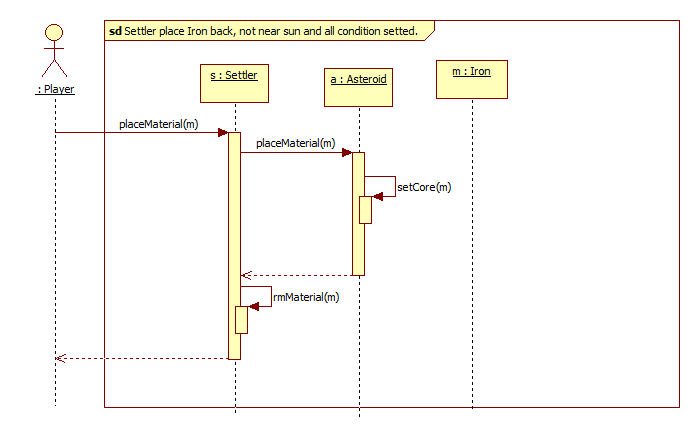 sd Settler place Iron back, not near sun and all condition setted.
: Player
s : Settler
a : Asteroid
m : Iron
placeMaterial(m)
placeMaterial(m)
setCore(m)
rmMaterial(m)